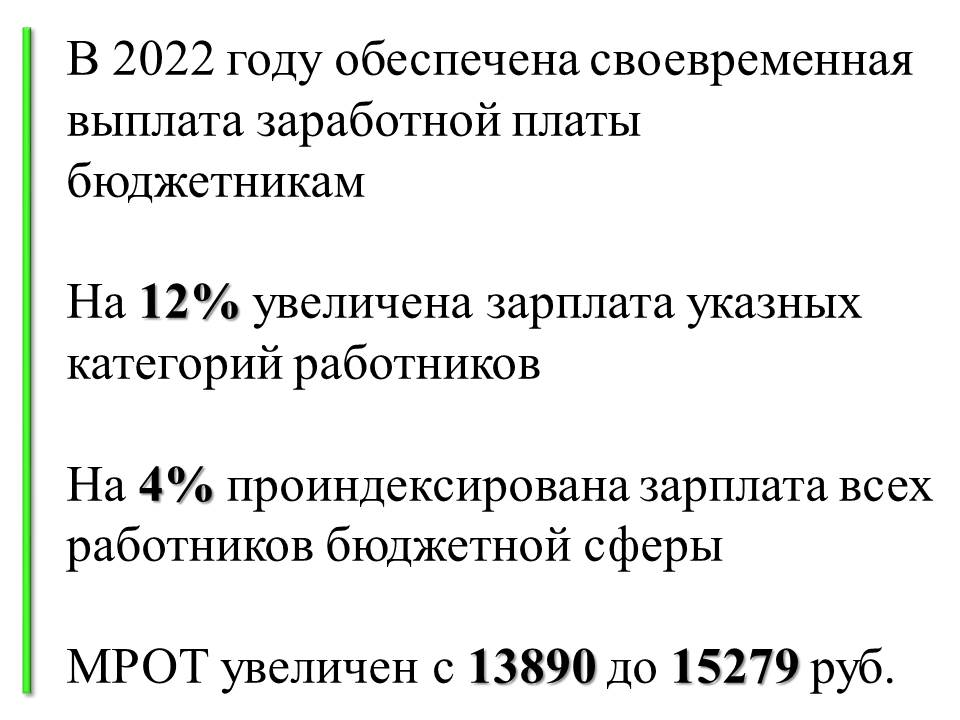 В 2022 году обеспечена своевременная
выплата заработной платы
бюджетникам
На 12% увеличена зарплата указных
категорий работников
На 4% проиндексирована зарплата всех
работников бюджетной сферы
МРОТ увеличен с 13890 до 15279 руб.